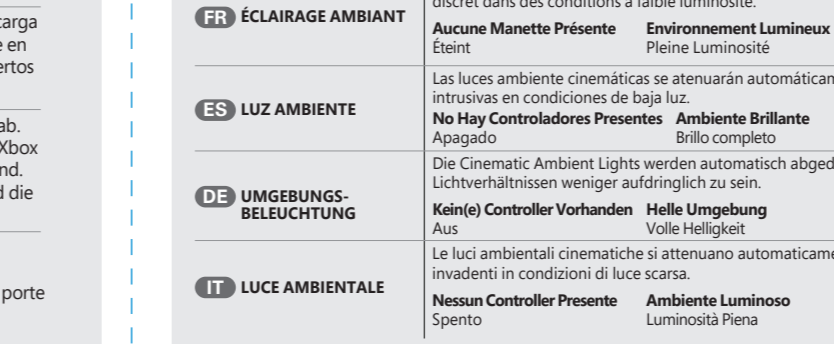 carga
e en
ertos
ab.
Xbox
nd.
d die
porte
discret dans des conditions à faible luminosité.
FR ÉCLAIRAGE AMBIANT
Aucune Manette Présente Environnement Lumineux
Éteint Pleine Luminosité
Las luces ambiente cinemáticas se atenuarán automátican
intrusivas en condiciones de baja luz.
ES LUZ AMBIENTE
No Hay Controladores Presentes Ambiente Brillante
Apagado Brillo completo
Die Cinematic Ambient Lights werden automatisch abged
Lichtverhältnissen weniger aufdringlich zu sein.
DE UMGEBUNGS-
BELEUCHTUNG
Kein(e) Controller Vorhanden Helle Umgebung
Aus Volle Helligkeit
Le luci ambientali cinematiche si attenuano automaticame
invadenti in condizioni di luce scarsa.
IT LUCE AMBIENTALE
Nessun Controller Presente Ambiente Luminoso
Spento Luminosità Piena